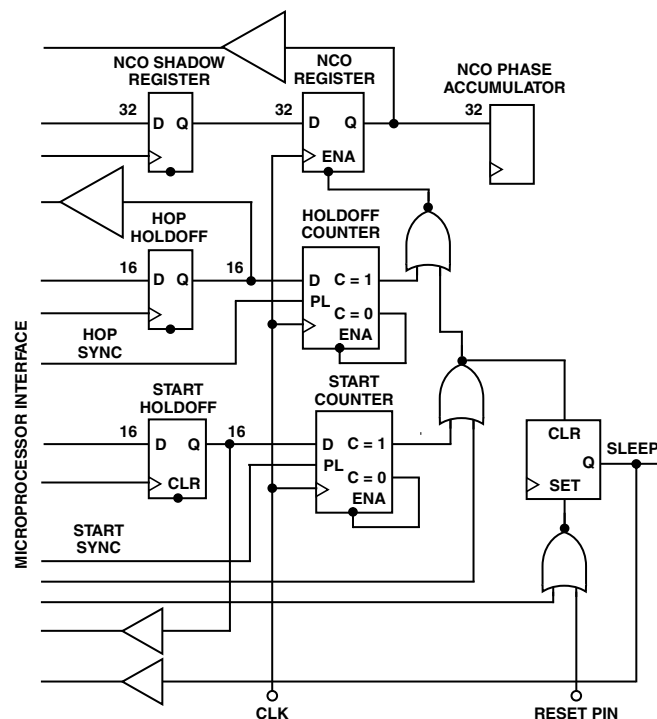 NCO SHADOW
REGISTER
NCO
REGISTER
NCO PHASE
ACCUMULATOR
32
D Q
32
D Q
ENA
32
HOP
HOLDOFF
HOLDOFF
COUNTER
16
D Q
16
D C = 1
PL
C = 0
ENA
HOP
SYNC
MICROPROCESSOR INTERFACE
START
HOLDOFF
START
COUNTER
16
D Q
CLR
16
D C = 1
PL
C = 0
ENA
CLR
Q
SET
SLEEP
START
SYNC
CLK
RESET PIN